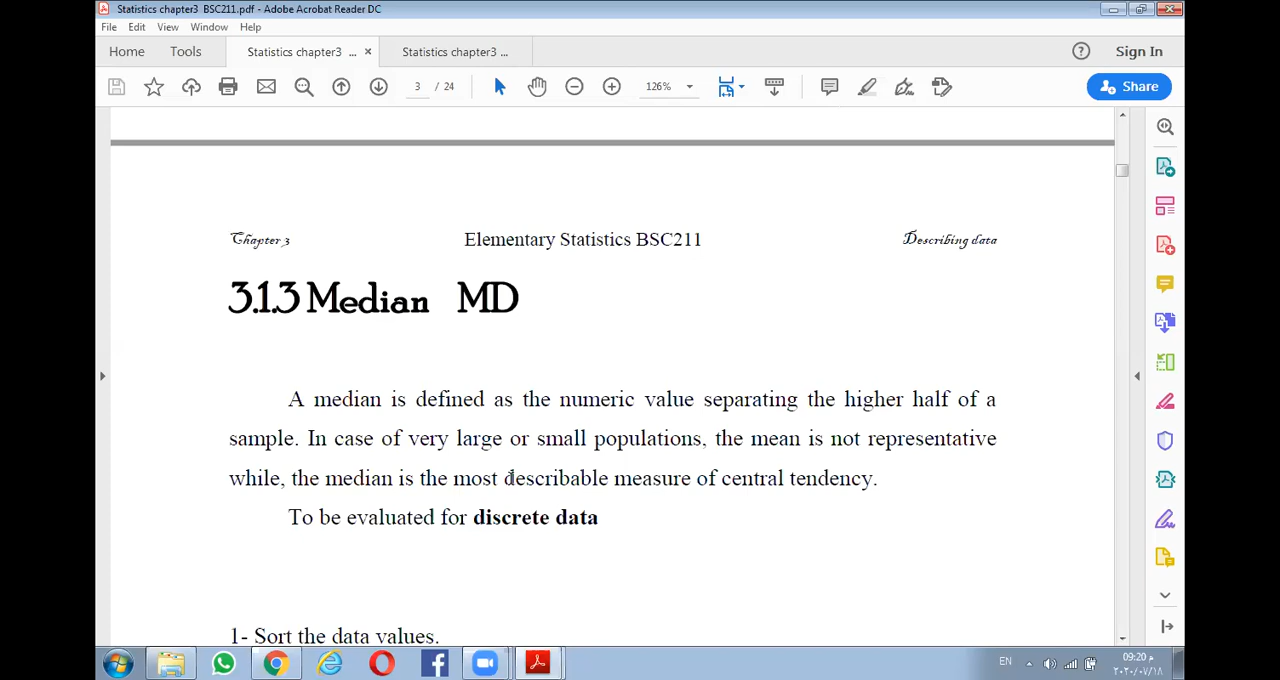 Statistics chapter3 BSC211.pdf - Adobe Acrobat Reader DC
File Edit View Window Help
Home Tools Statistics chapter3 ... × Statistics chapter3 ... Sign In
3 / 24 126% Share
Chapter 3 Elementary Statistics BSC211 Describing data
3.1.3 Median MD
A median is defined as the numeric value separating the higher half of a
sample. In case of very large or small populations, the mean is not representative
while, the median is the most describable measure of central tendency.
To be evaluated for discrete data
1- Sort the data values.
EN 09:20 م
٢٠٢٠/٠٧/١٨